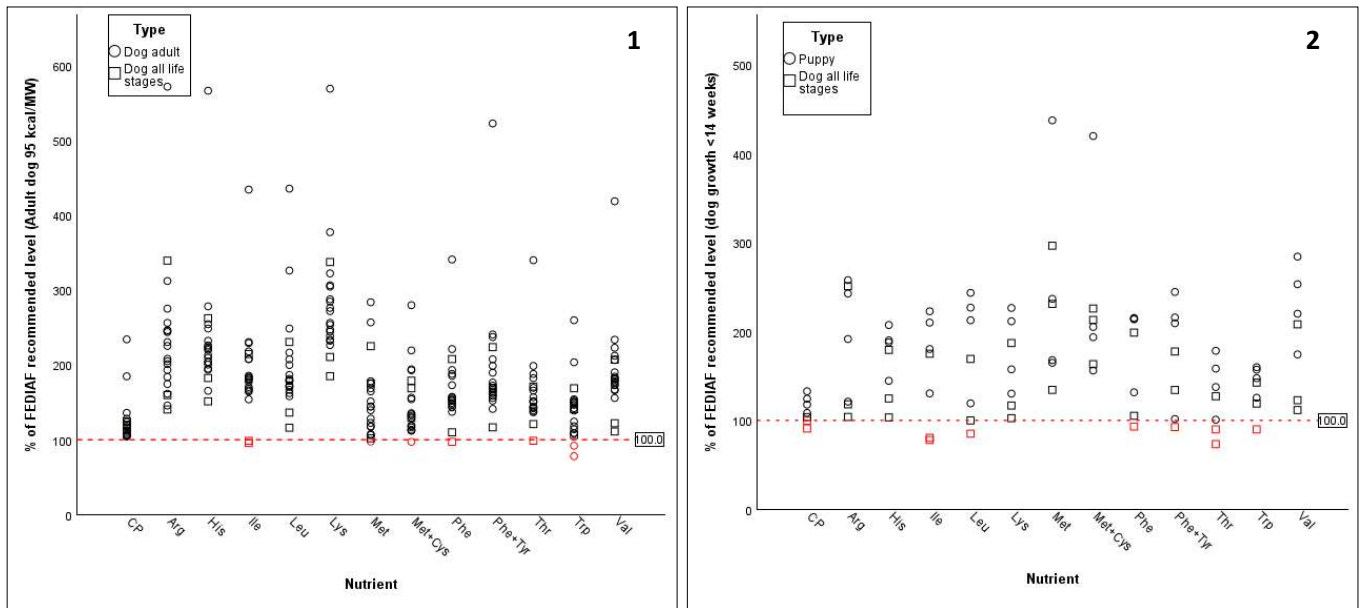 1
Type
Dog adult
Dog all life
stages
% of FEDIAF recommended level (Adult dog 95 kcal/MW)
600
500
400
300
200
100
0
100.0
CP
Arg
His
Ile
Leu
Lys
Met
Met+Cys
Phe
Phe+Tyr
Thr
Trp
Val
Nutrient
2
Type
Puppy
Dog all life
stages
% of FEDIAF recommended level (dog growth <14 weeks)
500
400
300
200
100
0
100.0
CP
Arg
His
Ile
Leu
Lys
Met
Met+Cys
Phe
Phe+Tyr
Thr
Trp
Val
Nutrient